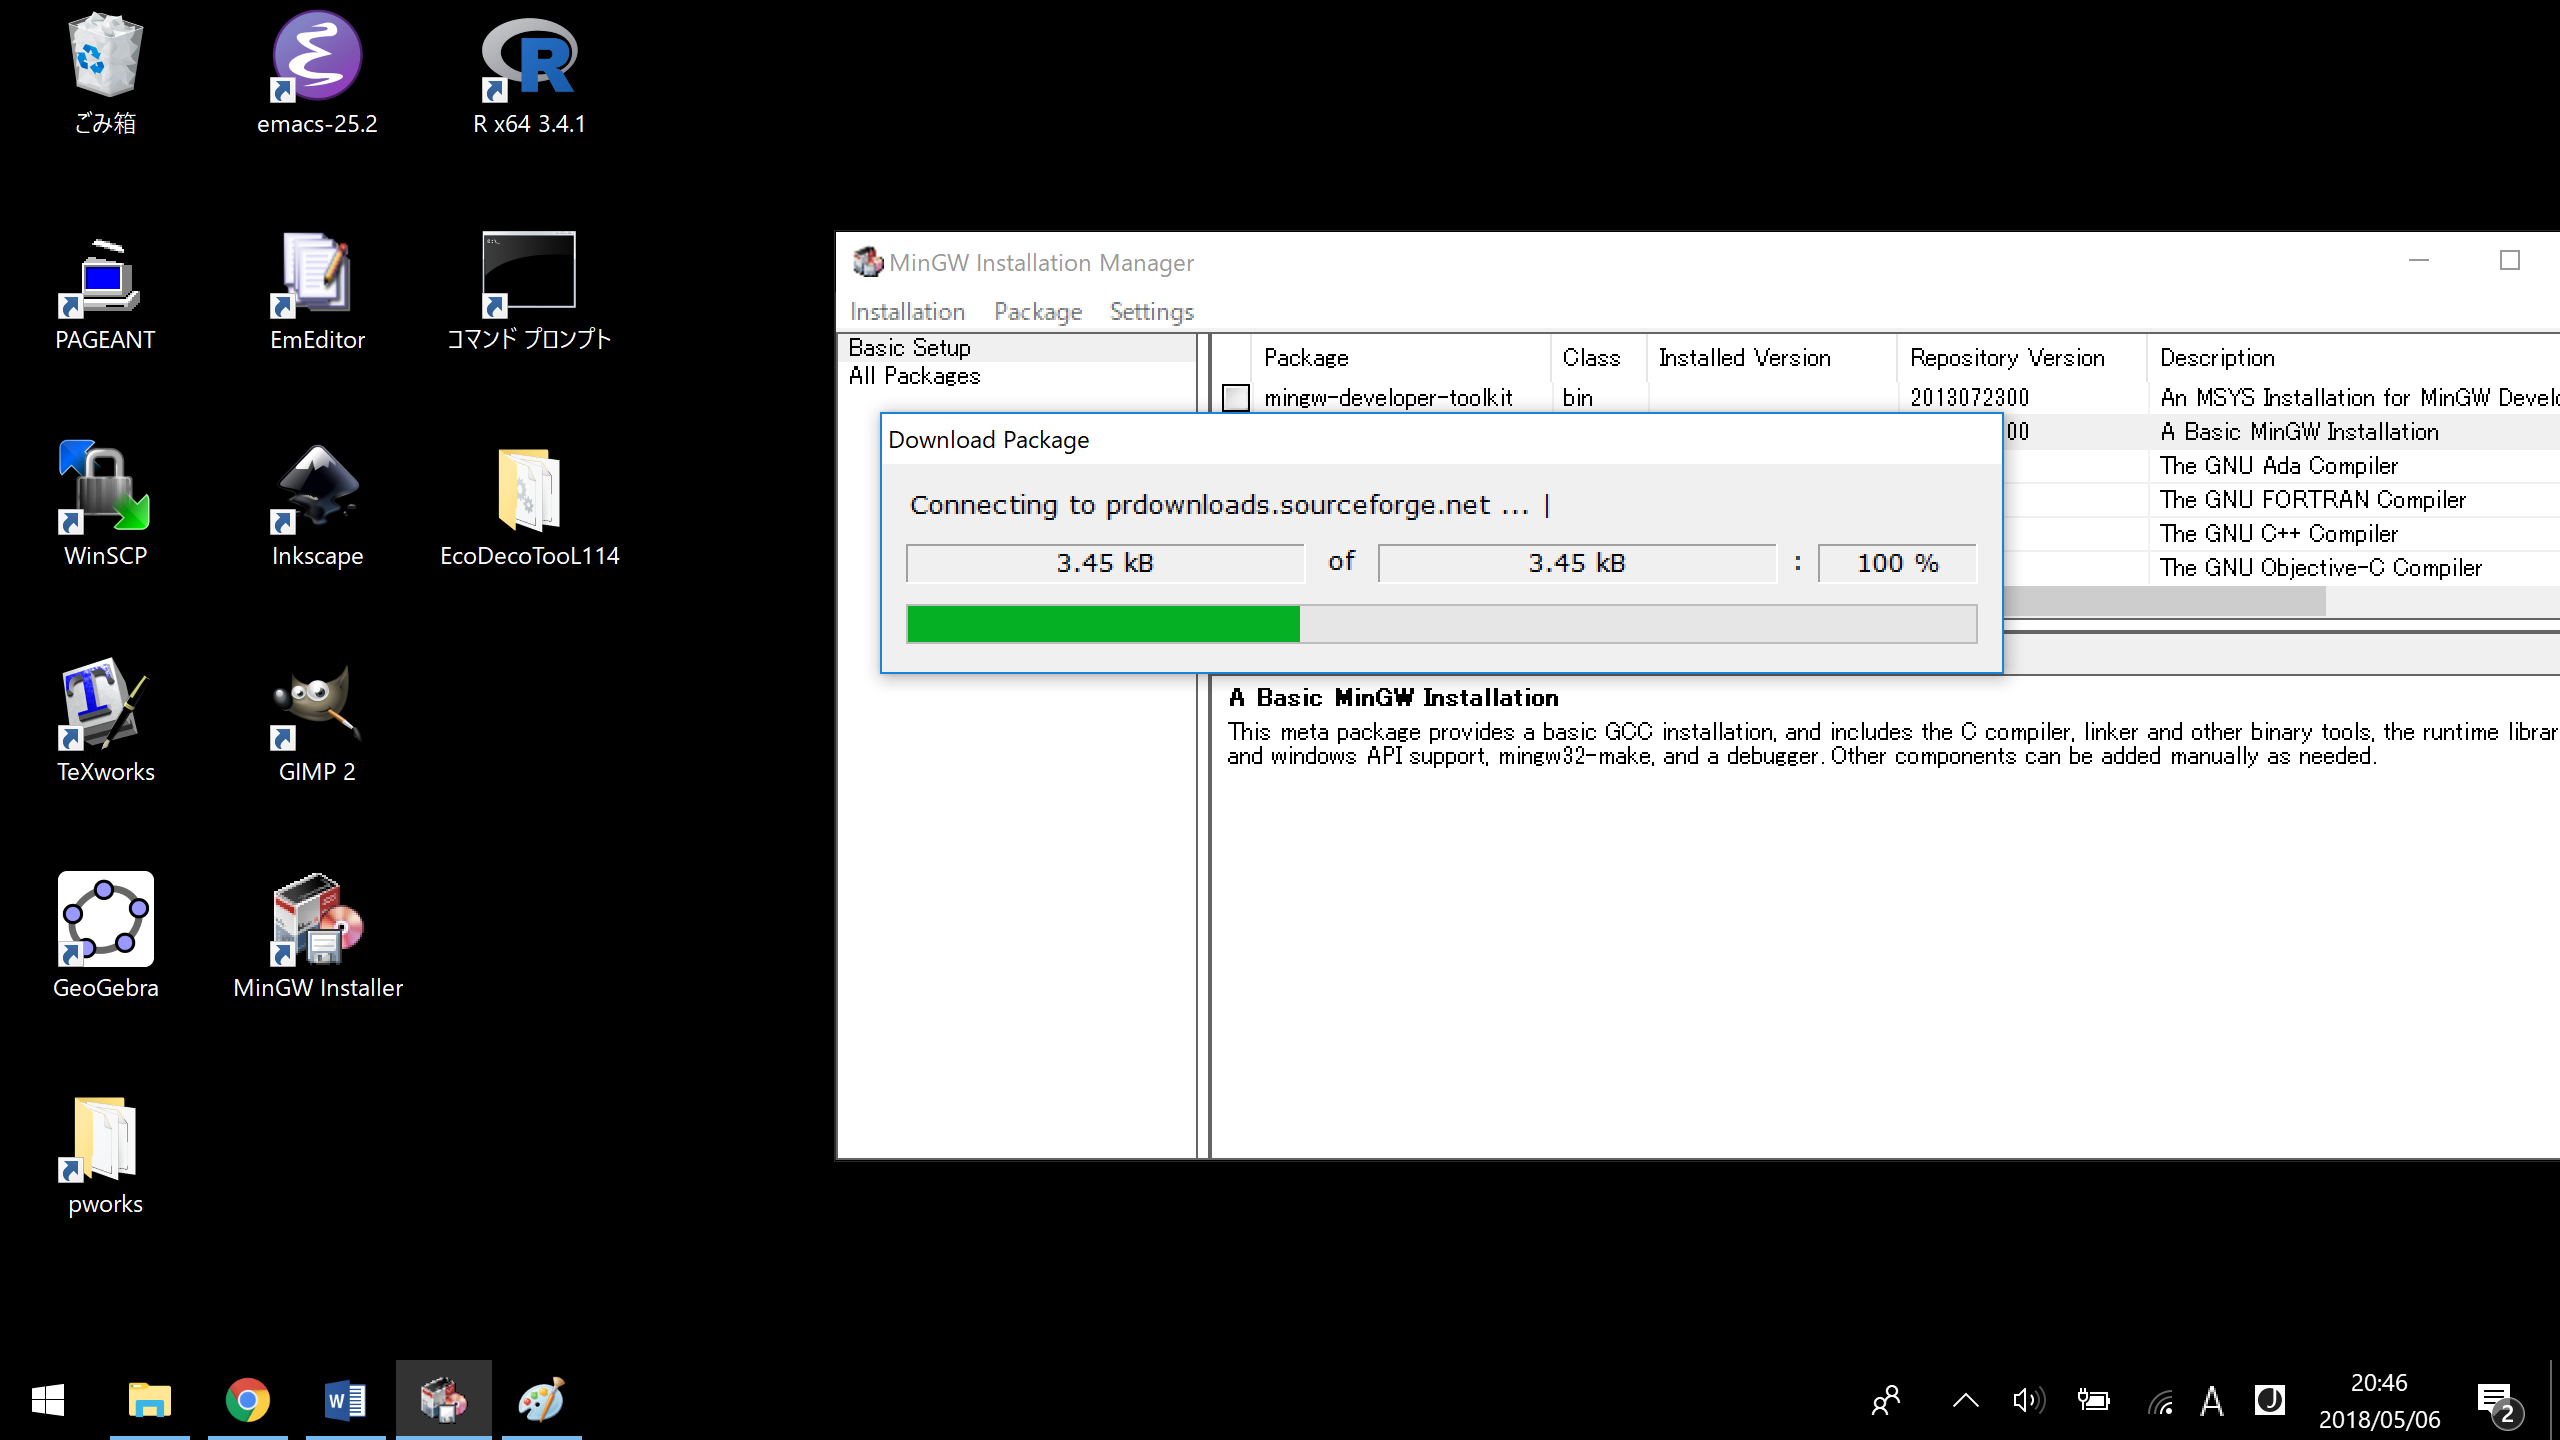 ごみ箱
emacs-25.2
R x64 3.4.1
PAGEANT
EmEditor
コマンド プロンプト
WinSCP
Inkscape
EcoDecoTooL114
TeXworks
GIMP 2
GeoGebra
MinGW Installer
pworks
MinGW Installation Manager
Installation Package Settings
Basic Setup
All Packages
Package Class Installed Version Repository Version Description
mingw-developer-toolkit bin 2013072300 An MSYS Installation for MinGW Develo
00 A Basic MinGW Installation
The GNU Ada Compiler
The GNU FORTRAN Compiler
The GNU C++ Compiler
The GNU Objective-C Compiler
Download Package
Connecting to prdownloads.sourceforge.net ... |
3.45 kB of 3.45 kB : 100 %
A Basic MinGW Installation
This meta package provides a basic GCC installation, and includes the C compiler, linker and other binary tools, the runtime librar
and windows API support, mingw32-make, and a debugger. Other components can be added manually as needed.
A
J
20:46
2018/05/06
2